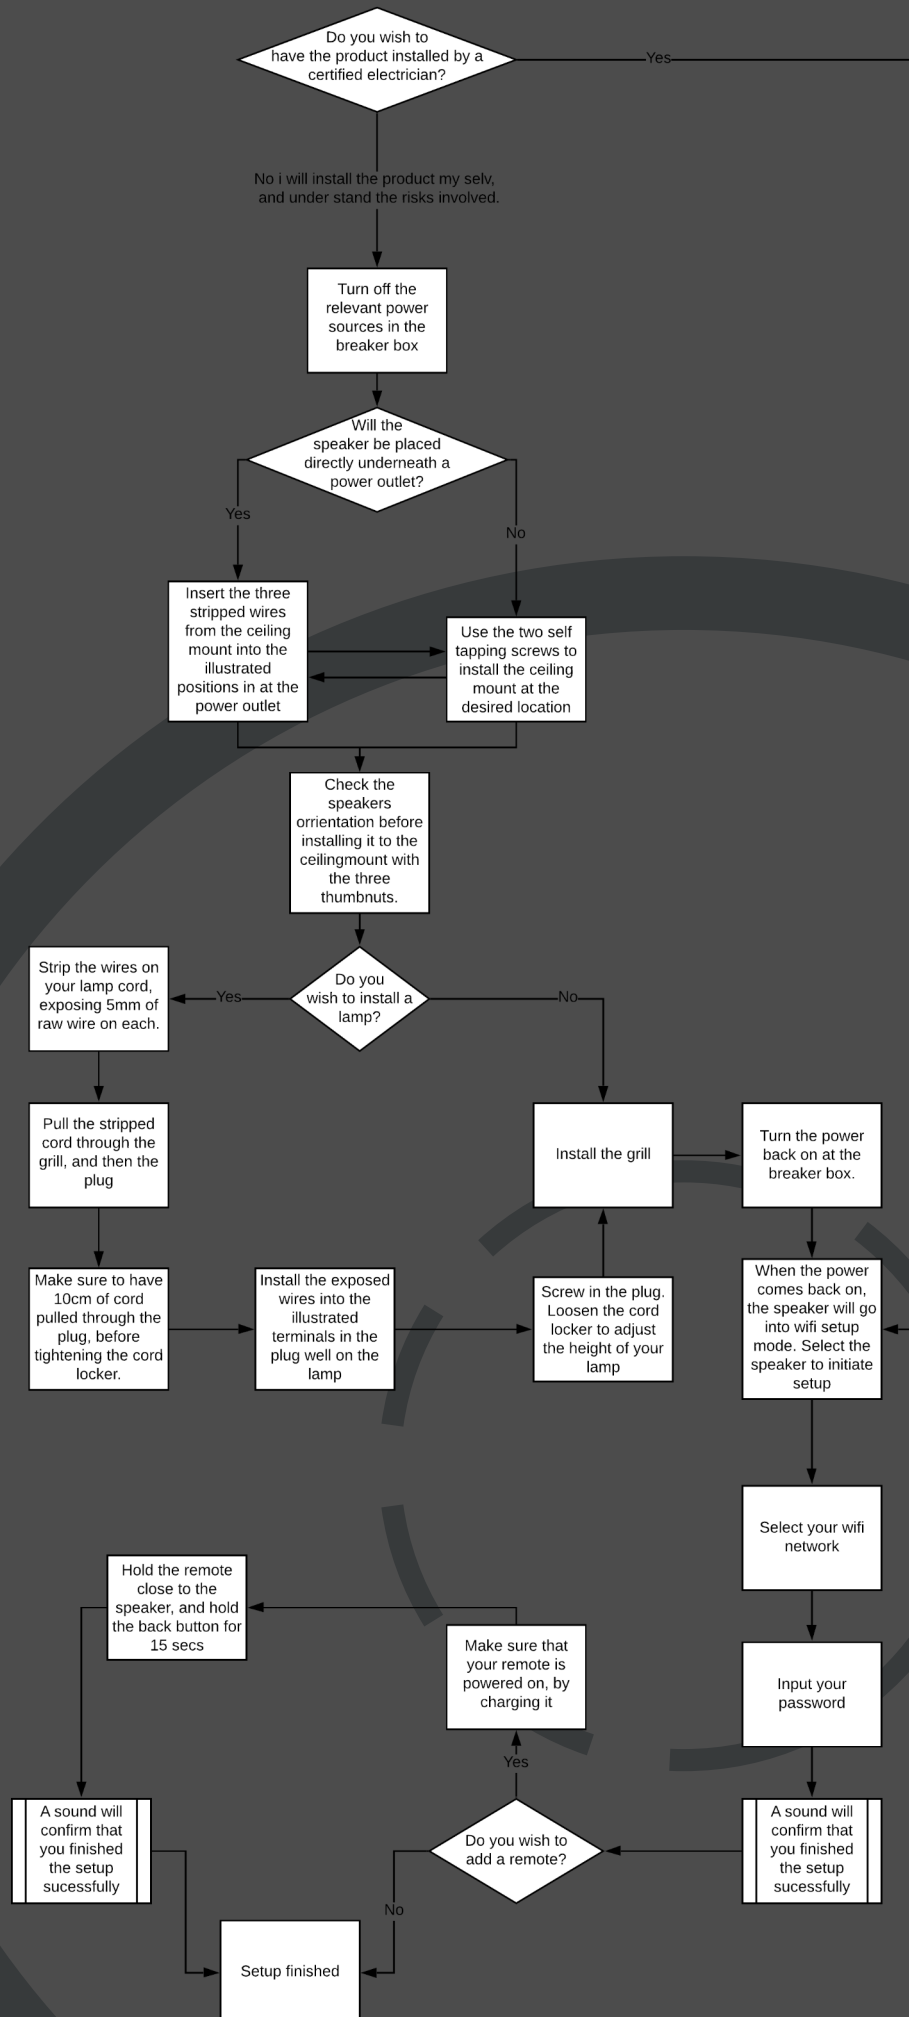 Do you wish to
have the product installed by a
certified electrician?
Yes
No i will install the product my selv,
and under stand the risks involved.
Turn off the
relevant power
sources in the
breaker box
Will the
speaker be placed
directly underneath a
power outlet?
Yes
No
Insert the three
stripped wires
from the ceiling
mount into the
illustrated
positions in at the
power outlet
Use the two self
tapping screws to
install the ceiling
mount at the
desired location
Check the
speakers
orrientation before
installing it to the
ceilingmount with
the three
thumbnuts.
Do you
wish to install a
lamp?
Yes
No
Strip the wires on
your lamp cord,
exposing 5mm of
raw wire on each.
Pull the stripped
cord through the
grill, and then the
plug
Install the grill
Turn the power
back on at the
breaker box.
Make sure to have
10cm of cord
pulled through the
plug, before
tightening the cord
locker.
Install the exposed
wires into the
illustrated
terminals in the
plug well on the
lamp
Screw in the plug.
Loosen the cord
locker to adjust
the height of your
lamp
When the power
comes back on,
the speaker will go
into wifi setup
mode. Select the
speaker to initiate
setup
Select your wifi
network
Hold the remote
close to the
speaker, and hold
the back button for
15 secs
Make sure that
your remote is
powered on, by
charging it
Input your
password
Yes
A sound will
confirm that
you finished
the setup
sucessfully
Do you wish to
add a remote?
A sound will
confirm that
you finished
the setup
sucessfully
No
Setup finished